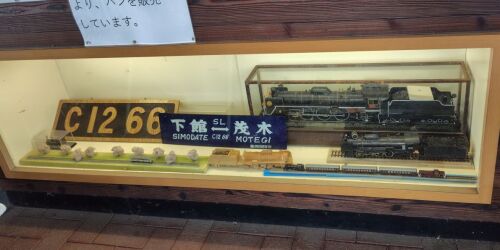 より、パンを販売
しています。
C12 66
下館 SL 茂木
SIMODATE C12 66 MOTEGI